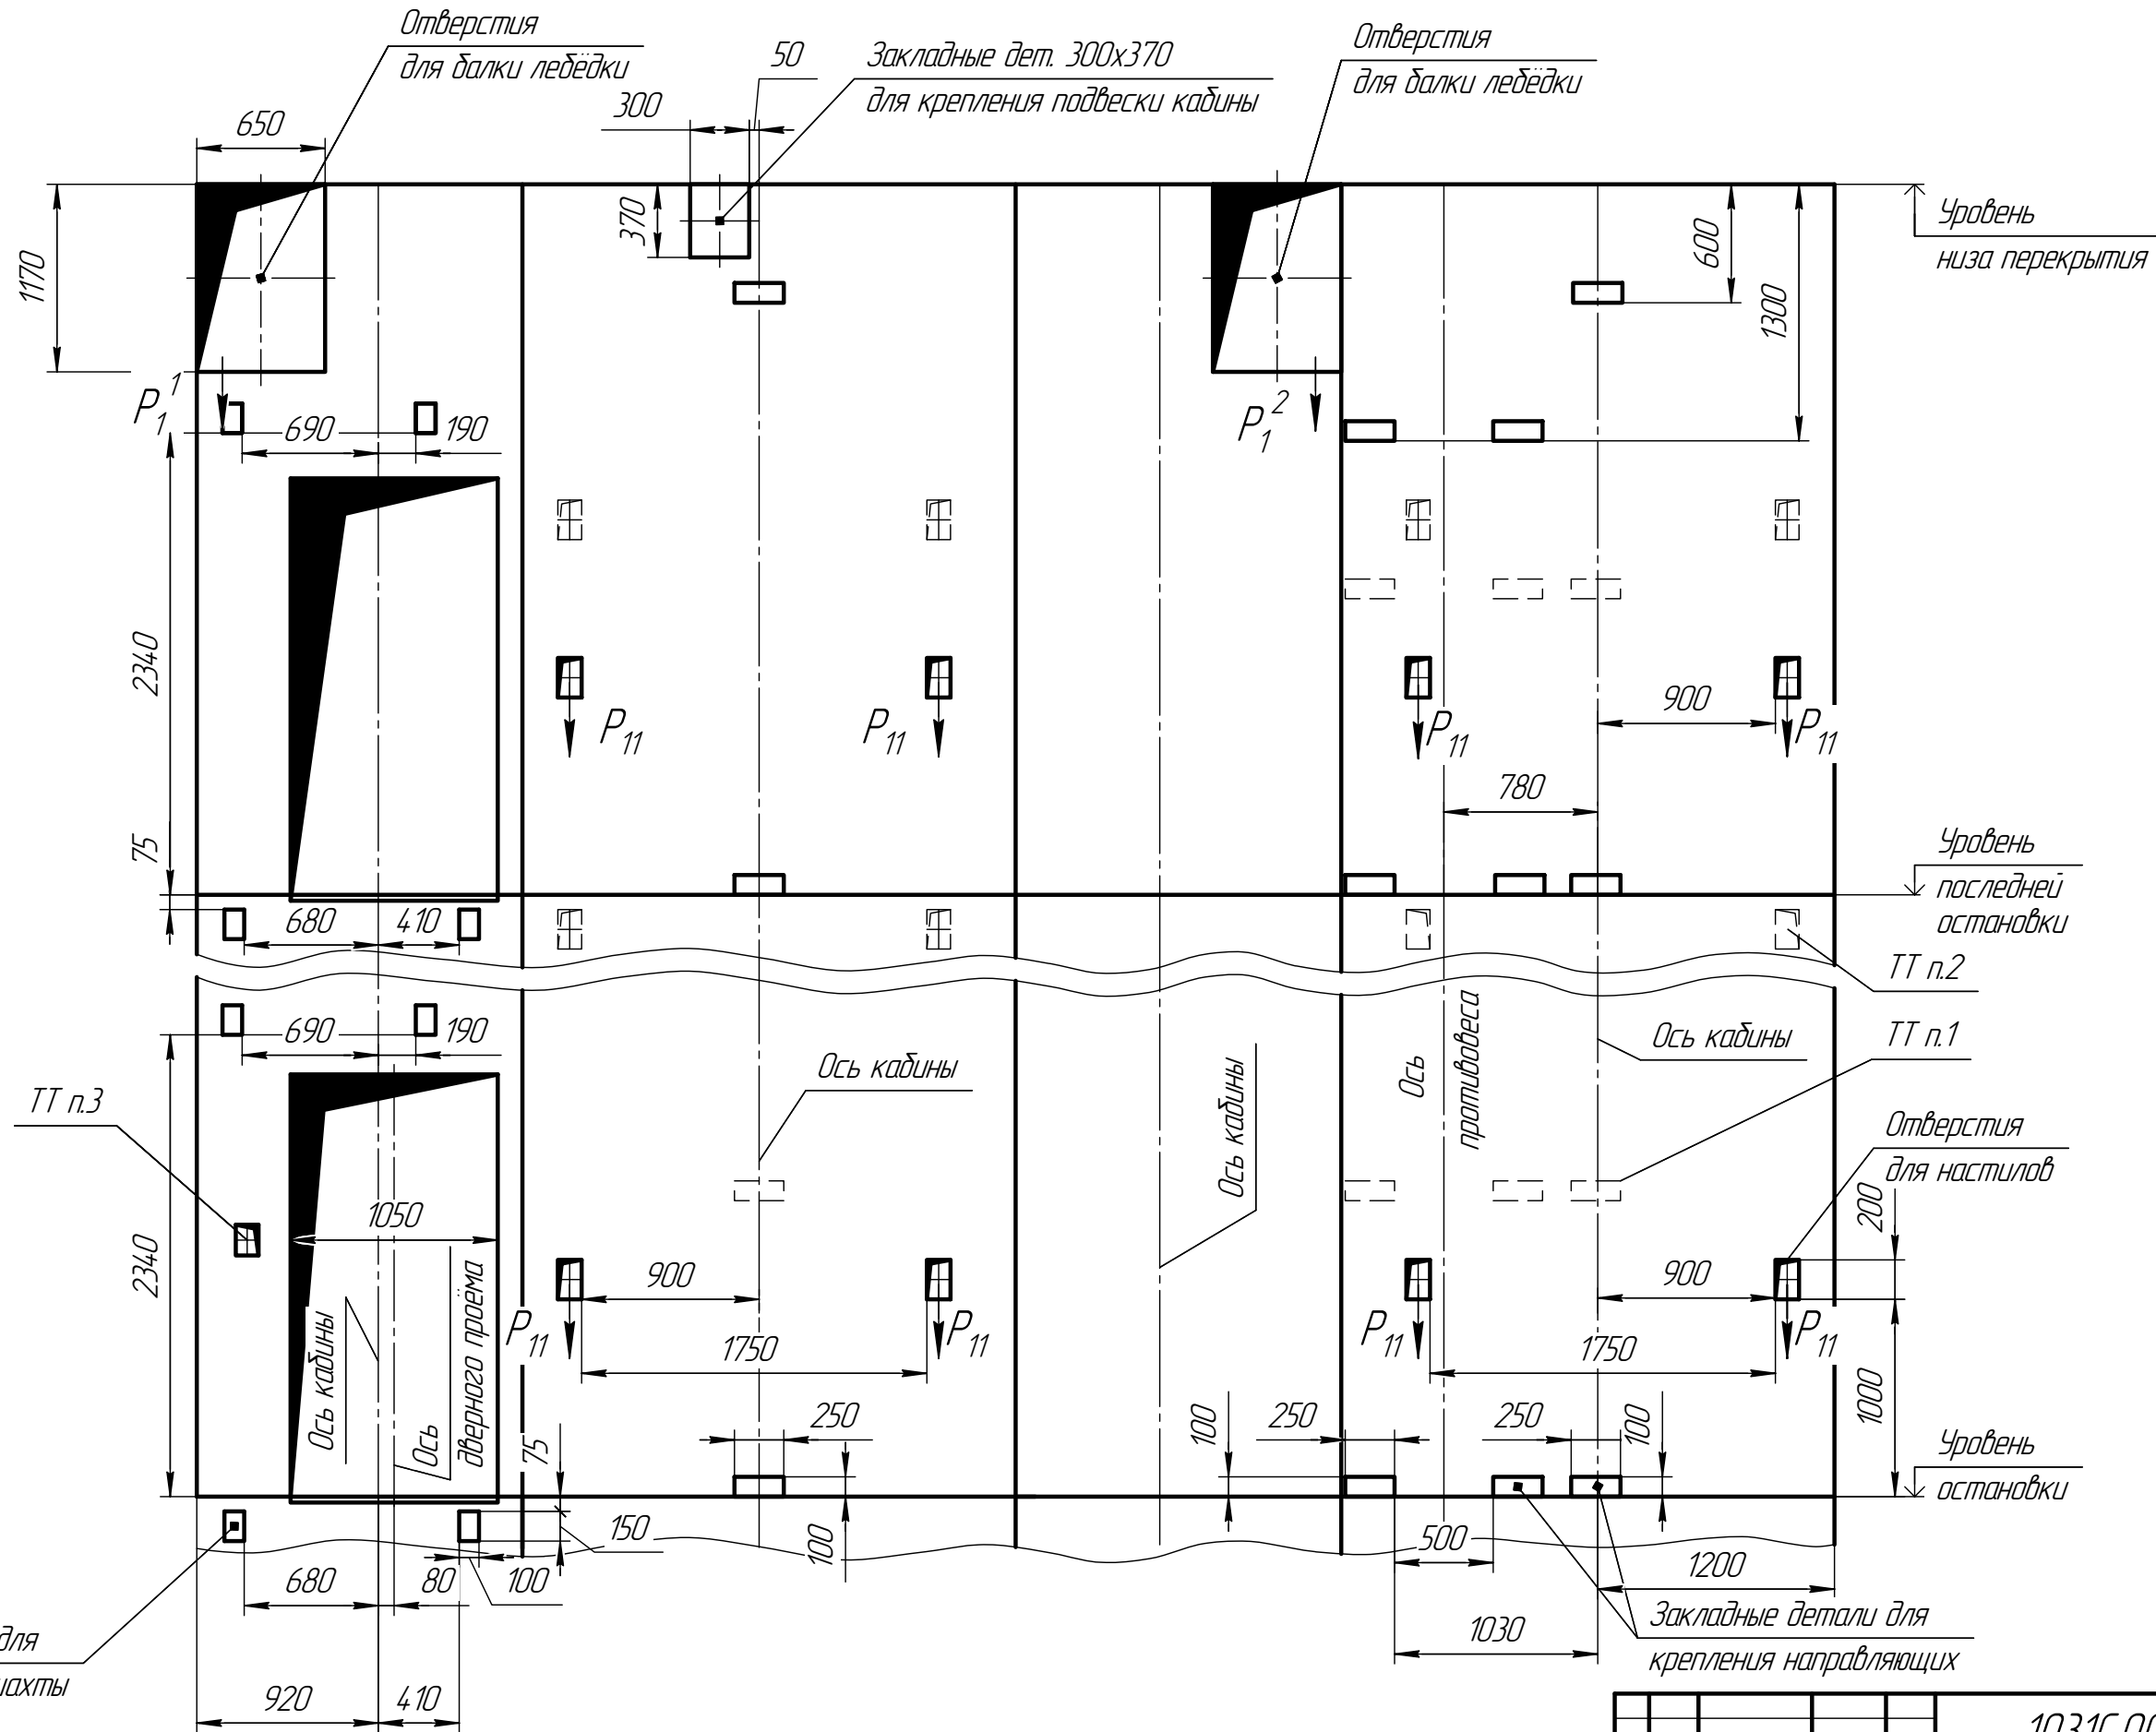 Отверстия
для балки лебёдки
50
Закладные дет. 300х370
для крепления подвески кабины
Отверстия
для балки лебёдки
650
300
1170
370
600
1300
Уровень
низа перекрытия
P₁¹
690
190
P₁²
2340
P₁₁
P₁₁
P₁₁
900
P₁₁
780
75
Уровень
последней
остановки
680
410
ТТ п.2
690
190
Ось кабины
Ось кабины
Ось
противовеса
Ось кабины
ТТ п.1
ТТ п.3
Отверстия
для настилов
2340
1050
200
900
900
Ось кабины
Ось
дверного проёма
P₁₁
P₁₁
P₁₁
P₁₁
1750
1750
1000
75
250
100
250
250
100
Уровень
остановки
150
100
500
680
80
100
1200
для
1030
Закладные детали для
крепления направляющих
920
410